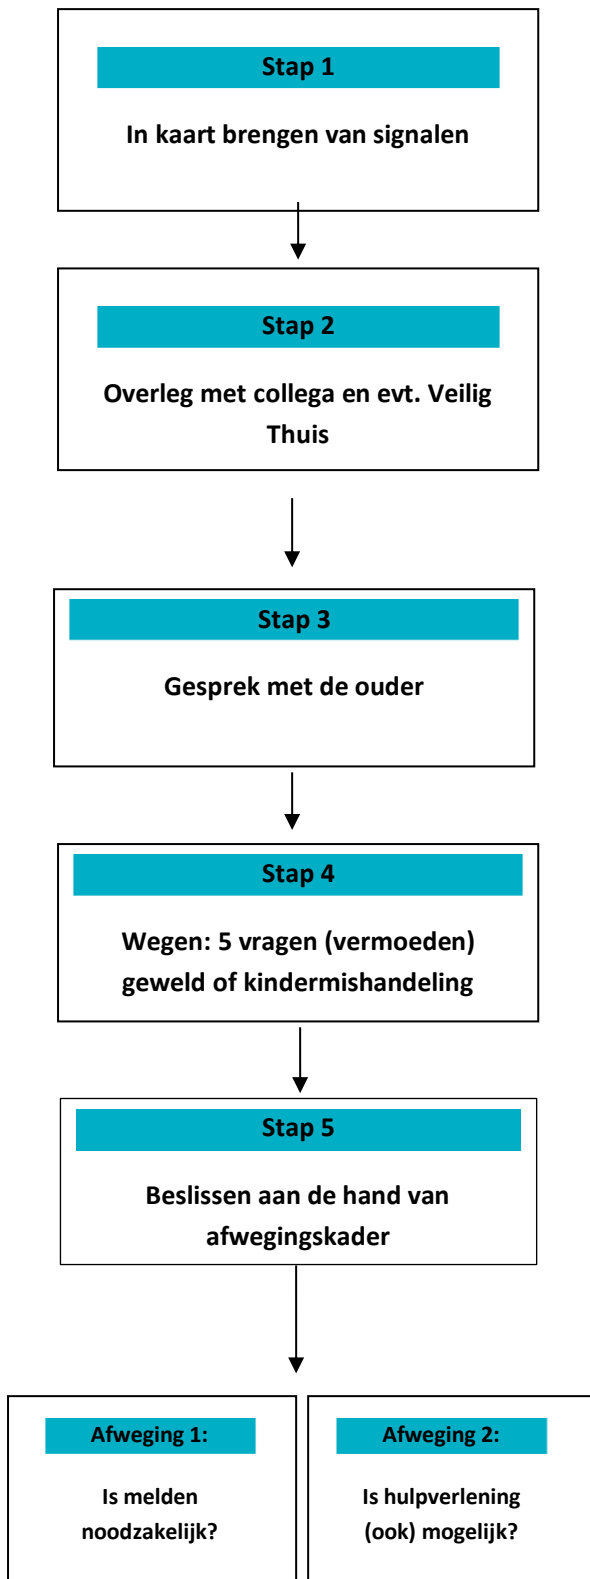 Stap 1
In kaart brengen van signalen
Stap 2
Overleg met collega en evt. Veilig
Thuis
Stap 3
Gesprek met de ouder
Stap 4
Wegen: 5 vragen (vermoeden)
geweld of kindermishandeling
Stap 5
Beslissen aan de hand van
afwegingskader
Afweging 1:
Is melden
noodzakelijk?
Afweging 2:
Is hulpverlening
(ook) mogelijk?